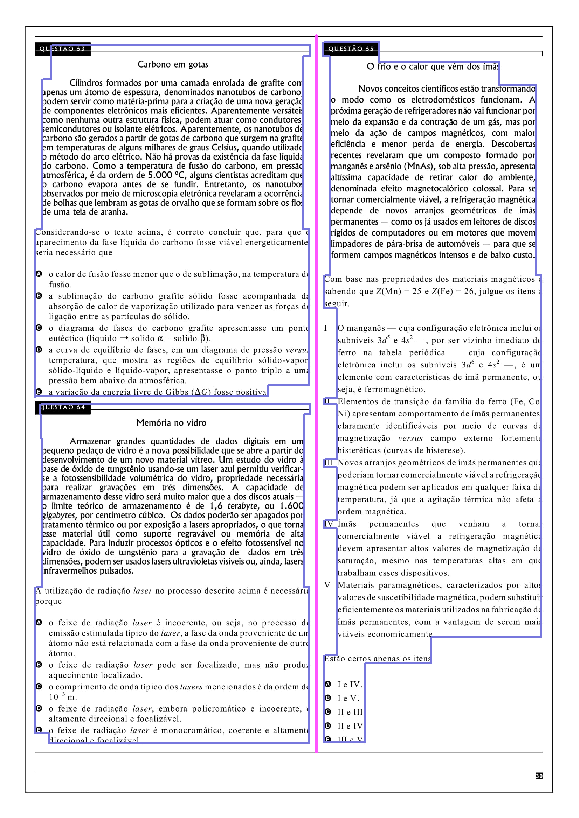 QUESTÃO 63
Carbono em gotas
Cilindros formados por uma camada enrolada de grafite com
apenas um átomo de espessura, denominados nanotubos de carbono
podem servir como matéria-prima para a criação de uma nova geração
de componentes eletrônicos mais eficientes. Aparentemente versáteis
como nenhuma outra estrutura física, podem atuar como condutores
semicondutores ou isolante elétricos. Aparentemente, os nanotubos de
carbono são gerados a partir de gotas de carbono que surgem na grafite
em temperaturas de alguns milhares de graus Celsius, quando utilizado
o método do arco elétrico. Não há provas da existência da fase líquida
do carbono. Como a temperatura de fusão do carbono, em pressão
atmosférica, é da ordem de 5.000 ºC, alguns cientistas acreditam que
o carbono evapora antes de se fundir. Entretanto, os nanotubos
observados por meio de microscopia eletrônica revelaram a ocorrência
de bolhas que lembram as gotas de orvalho que se formam sobre os fios
de uma teia de aranha.
Considerando-se o texto acima, é correto concluir que, para que o
aparecimento da fase líquida do carbono fosse viável energeticamente
seria necessário que
A o calor de fusão fosse menor que o de sublimação, na temperatura de
fusão.
B a sublimação do carbono grafite sólido fosse acompanhada da
absorção de calor de vaporização utilizado para vencer as forças de
ligação entre as partículas do sólido.
C o diagrama de fases do carbono grafite apresentasse um ponto
eutético (líquido → sólido α – sólido β).
D a curva de equilíbrio de fases, em um diagrama de pressão versus
temperatura, que mostra as regiões de equilíbrio sólido-vapor
sólido-líquido e líquido-vapor, apresentasse o ponto triplo a uma
pressão bem abaixo da atmosférica.
E a variação da energia livre de Gibbs (ΔG) fosse positiva
QUESTÃO 64
Memória no vidro
Armazenar grandes quantidades de dados digitais em um
pequeno pedaço de vidro é a nova possibilidade que se abre a partir do
desenvolvimento de um novo material vítreo. Um estudo do vidro à
base de óxido de tungstênio usando-se um laser azul permitiu verificar-
se a fotossensibilidade volumétrica do vidro, propriedade necessária
para realizar gravações em três dimensões. A capacidade de
armazenamento desse vidro será muito maior que a dos discos atuais —
o limite teórico de armazenamento é de 1,6 terabyte, ou 1.600
gigabytes, por centímetro cúbico. Os dados poderão ser apagados por
tratamento térmico ou por exposição a lasers apropriados, o que torna
esse material útil como suporte regravável ou memória de alta
capacidade. Para induzir processos ópticos e o efeito fotossensível no
vidro de óxido de tungstênio para a gravação de dados em três
dimensões, podem ser usados lasers ultravioletas visíveis ou, ainda, lasers
infravermelhos pulsados.
A utilização de radiação laser no processo descrito acima é necessária
porque
A o feixe de radiação laser é incoerente, ou seja, no processo de
emissão estimulada típico do laser, a fase da onda proveniente de um
átomo não está relacionada com a fase da onda proveniente de outro
átomo.
B o feixe de radiação laser pode ser focalizado, mas não produz
aquecimento localizado.
C o comprimento de onda típico dos lasers mencionados é da ordem de
10⁻² m.
D o feixe de radiação laser, embora policromático e incoerente, é
altamente direcional e focalizável.
E o feixe de radiação laser é monocromático, coerente e altamente
direcional e focalizável
QUESTÃO 65
O frio e o calor que vêm dos ímãs
Novos conceitos científicos estão transformando
o modo como os eletrodomésticos funcionam. A
próxima geração de refrigeradores não vai funcionar por
meio da expansão e da contração de um gás, mas por
meio da ação de campos magnéticos, com maior
eficiência e menor perda de energia. Descobertas
recentes revelaram que um composto formado por
manganês e arsênio (MnAs), sob alta pressão, apresenta
altíssima capacidade de retirar calor do ambiente,
denominada efeito magnetocalórico colossal. Para se
tornar comercialmente viável, a refrigeração magnética
depende de novos arranjos geométricos de ímãs
permanentes — como os já usados em leitores de discos
rígidos de computadores ou em motores que movem
limpadores de pára-brisa de automóveis — para que se
formem campos magnéticos intensos e de baixo custo.
Com base nas propriedades dos materiais magnéticos e
sabendo que Z(Mn) = 25 e Z(Fe) = 26, julgue os itens a
seguir.
I O manganês — cuja configuração eletrônica inclui os
subníveis 3d⁵ e 4s² —, por ser vizinho imediato do
ferro na tabela periódica — cuja configuração
eletrônica inclui os subníveis 3d⁶ e 4s² —, é um
elemento com características de ímã permanente, ou
seja, é ferromagnético.
II Elementos de transição da família do ferro (Fe, Co,
Ni) apresentam comportamento de ímãs permanentes
claramente identificáveis por meio de curvas de
magnetização versus campo externo fortemente
histeréticas (curvas de histerese).
III Novos arranjos geométricos de ímãs permanentes que
poderiam tornar comercialmente viável a refrigeração
magnética podem ser aplicados em qualquer faixa de
temperatura, já que a agitação térmica não afeta a
ordem magnética.
IV Ímãs permanentes que venham a tornar
comercialmente viável a refrigeração magnética
devem apresentar altos valores de magnetização de
saturação, mesmo nas temperaturas altas em que
trabalham esses dispositivos.
V Materiais paramagnéticos, caracterizados por altos
valores de suscetibilidade magnética, podem substituir
eficientemente os materiais utilizados na fabricação de
ímãs permanentes, com a vantagem de serem mais
viáveis economicamente
Estão certos apenas os itens
A I e IV.
B I e V.
C II e III
D II e IV
E III e V